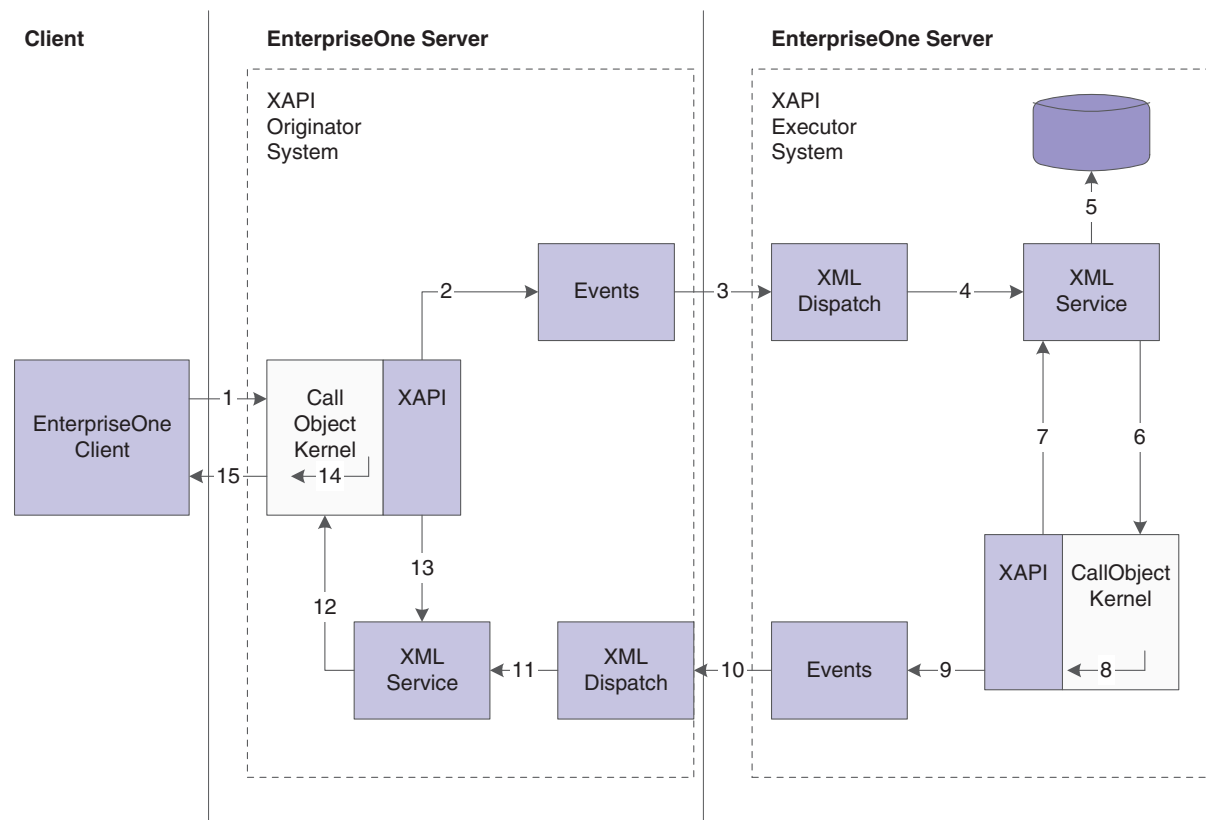 Client
EnterpriseOne Server
EnterpriseOne Server
XAPI
Originator
System
XAPI
Executor
System
5
2
Events
3
XML
Dispatch
4
XML
Service
1
Call
Object
Kernel
XAPI
EnterpriseOne
Client
15
14
7
6
13
12
XAPI
CallObject
Kernel
XML
Service
11
XML
Dispatch
10
Events
9
8